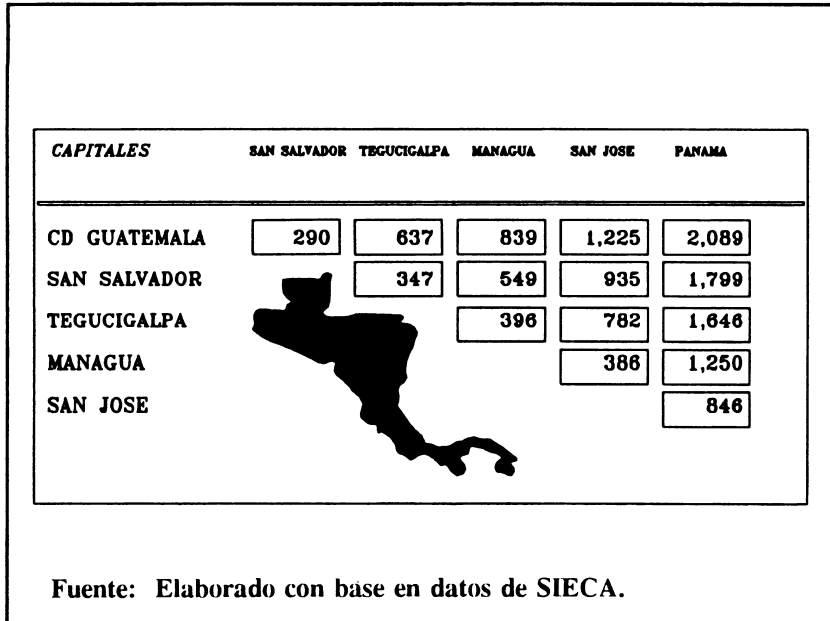 CAPITALES SAN SALVADOR TEGUCIGALPA MANAGUA SAN JOSE PANAMA
CD GUATEMALA 290 637 839 1,225 2,089
SAN SALVADOR 347 549 935 1,799
TEGUCIGALPA 396 782 1,646
MANAGUA 386 1,250
SAN JOSE 846
Fuente: Elaborado con base en datos de SIECA.